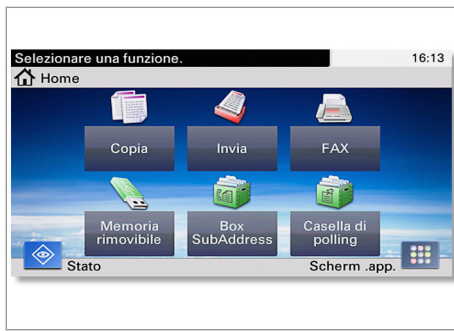 Selezionare una funzione.
16:13
Home
Copia
Invia
FAX
Memoria
rimovibile
Box
SubAddress
Casella di
polling
Stato
Scherm .app.